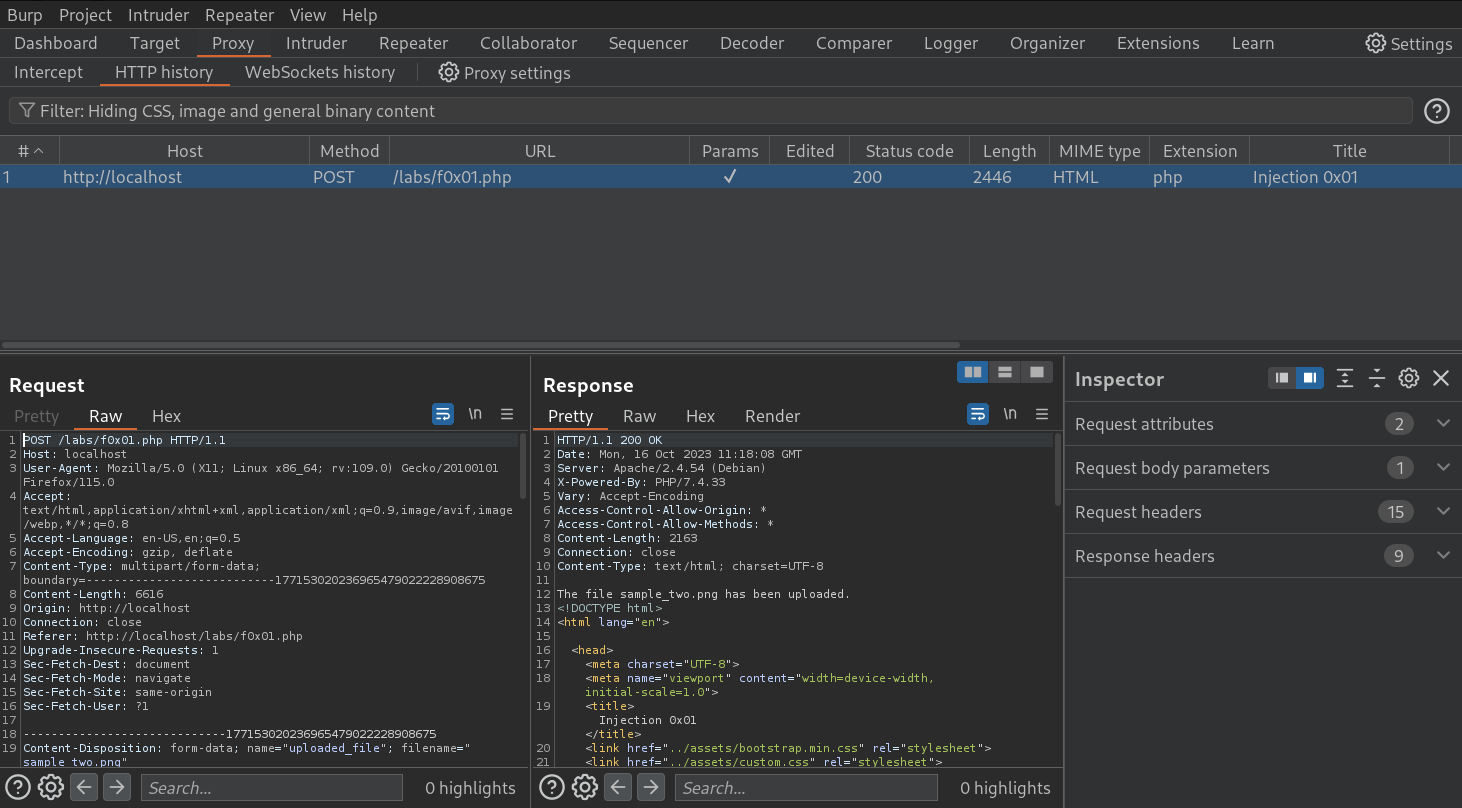 Burp Project Intruder Repeater View Help
Dashboard Target Proxy Intruder Repeater Collaborator Sequencer Decoder Comparer Logger Organizer Extensions Learn Settings
Intercept HTTP history WebSockets history Proxy settings
Filter: Hiding CSS, image and general binary content
# Host Method URL Params Edited Status code Length MIME type Extension Title
1 http://localhost POST /labs/f0x01.php ✓ 200 2446 HTML php Injection 0x01
Request
Pretty Raw Hex \n
1 POST /labs/f0x01.php HTTP/1.1
2 Host: localhost
3 User-Agent: Mozilla/5.0 (X11; Linux x86_64; rv:109.0) Gecko/20100101
Firefox/115.0
4 Accept:
text/html,application/xhtml+xml,application/xml;q=0.9,image/avif,image
/webp,*/*;q=0.8
5 Accept-Language: en-US,en;q=0.5
6 Accept-Encoding: gzip, deflate
7 Content-Type: multipart/form-data;
boundary=---------------------------177153020236965479022228908675
8 Content-Length: 6616
9 Origin: http://localhost
10 Connection: close
11 Referer: http://localhost/labs/f0x01.php
12 Upgrade-Insecure-Requests: 1
13 Sec-Fetch-Dest: document
14 Sec-Fetch-Mode: navigate
15 Sec-Fetch-Site: same-origin
16 Sec-Fetch-User: ?1
17
18 -----------------------------177153020236965479022228908675
19 Content-Disposition: form-data; name="uploaded_file"; filename="
sample_two.png"
Search... 0 highlights
Response
Pretty Raw Hex Render \n
1 HTTP/1.1 200 OK
2 Date: Mon, 16 Oct 2023 11:18:08 GMT
3 Server: Apache/2.4.54 (Debian)
4 X-Powered-By: PHP/7.4.33
5 Vary: Accept-Encoding
6 Access-Control-Allow-Origin: *
7 Access-Control-Allow-Methods: *
8 Content-Length: 2163
9 Connection: close
10 Content-Type: text/html; charset=UTF-8
11
12 The file sample_two.png has been uploaded.
13 <!DOCTYPE html>
14 <html lang="en">
15
16 <head>
17 <meta charset="UTF-8">
18 <meta name="viewport" content="width=device-width,
initial-scale=1.0">
19 <title>
Injection 0x01
</title>
20 <link href="../assets/bootstrap.min.css" rel="stylesheet">
21 <link href="../assets/custom.css" rel="stylesheet">
Search... 0 highlights
Inspector
Request attributes 2
Request body parameters 1
Request headers 15
Response headers 9